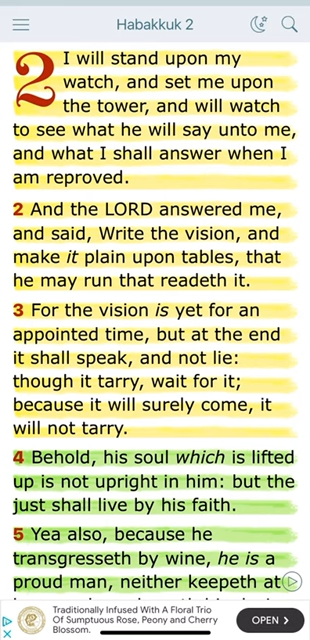 Habakkuk 2
2 I will stand upon my
watch, and set me upon
the tower, and will watch
to see what he will say unto me,
and what I shall answer when I
am reproved.
2 And the LORD answered me,
and said, Write the vision, and
make it plain upon tables, that
he may run that readeth it.
3 For the vision is yet for an
appointed time, but at the end
it shall speak, and not lie:
though it tarry, wait for it;
because it will surely come, it
will not tarry.
4 Behold, his soul which is lifted
up is not upright in him: but the
just shall live by his faith.
5 Yea also, because he
transgresseth by wine, he is a
proud man, neither keepeth at
Traditionally Infused With A Floral Trio
Of Sumptuous Rose, Peony and Cherry
Blossom.
OPEN >